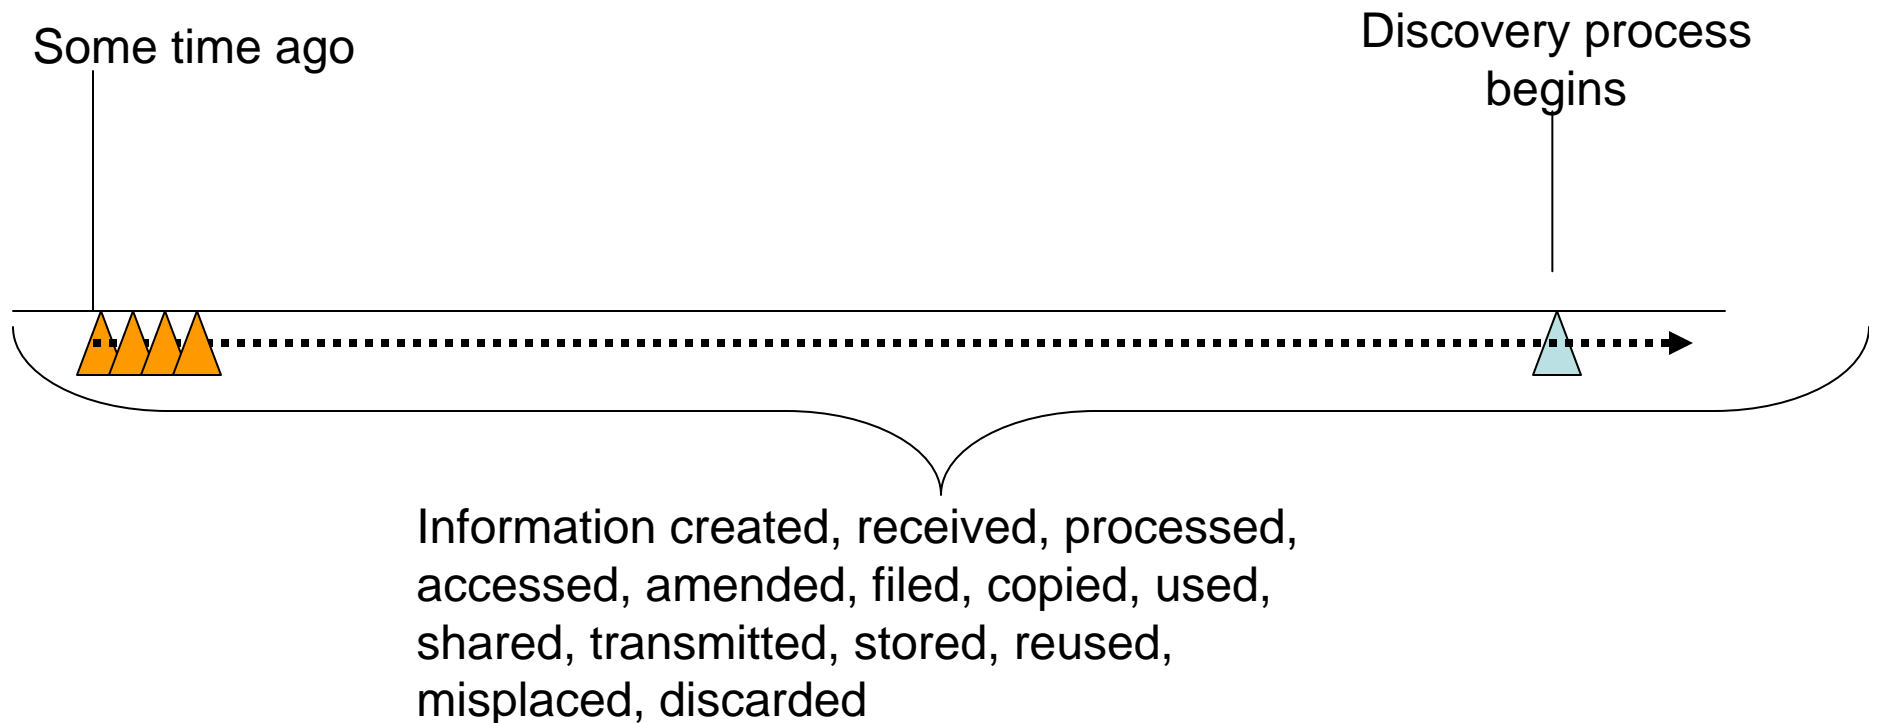 Some time ago
Discovery process
begins
Information created, received, processed,
accessed, amended, filed, copied, used,
shared, transmitted, stored, reused,
misplaced, discarded